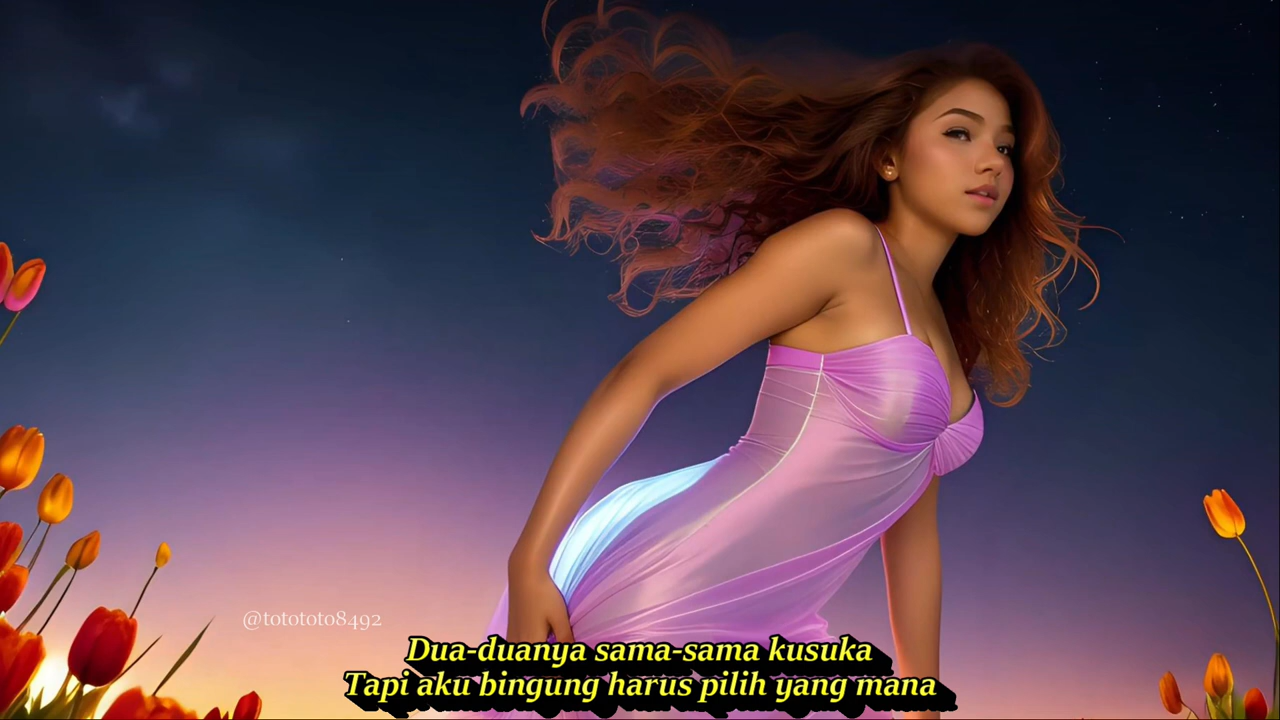 @totototo8492
Dua-duanya sama-sama kusuka
Tapi aku bingung harus pilih yang mana